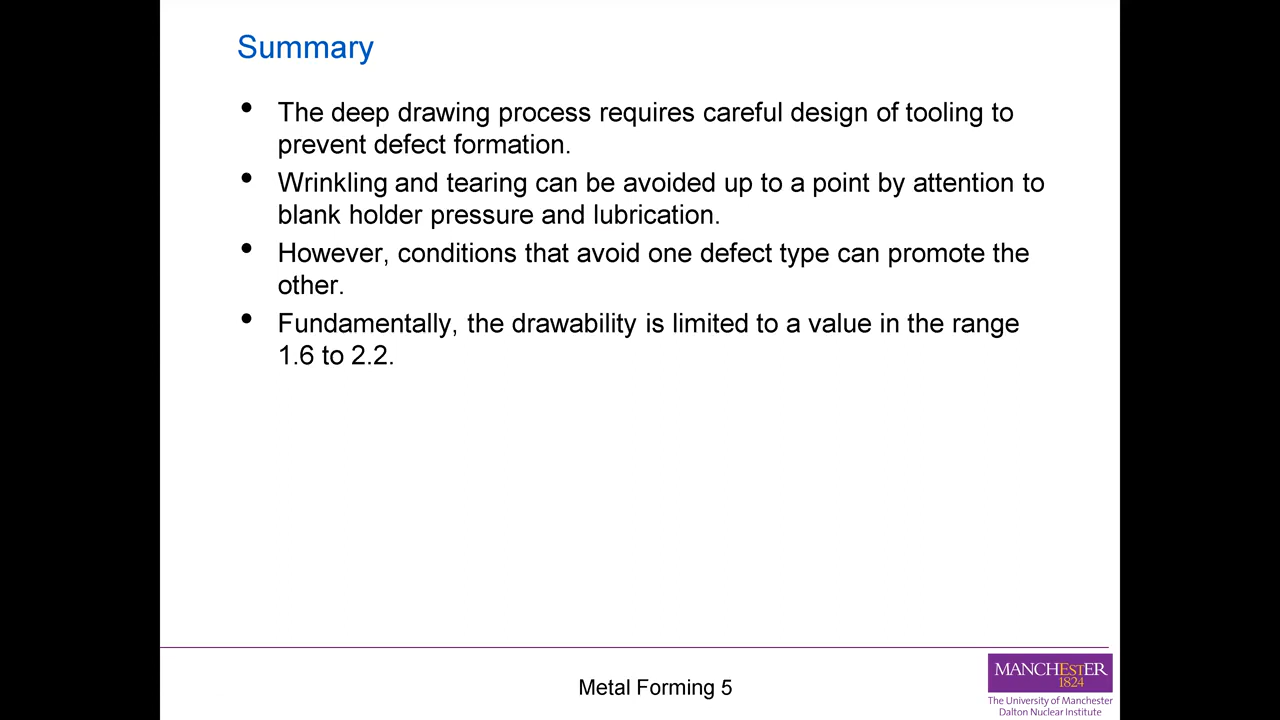 Summary
• The deep drawing process requires careful design of tooling to
prevent defect formation.
• Wrinkling and tearing can be avoided up to a point by attention to
blank holder pressure and lubrication.
• However, conditions that avoid one defect type can promote the
other.
• Fundamentally, the drawability is limited to a value in the range
1.6 to 2.2.
Metal Forming 5
MANCHESTER
1824
The University of Manchester
Dalton Nuclear Institute